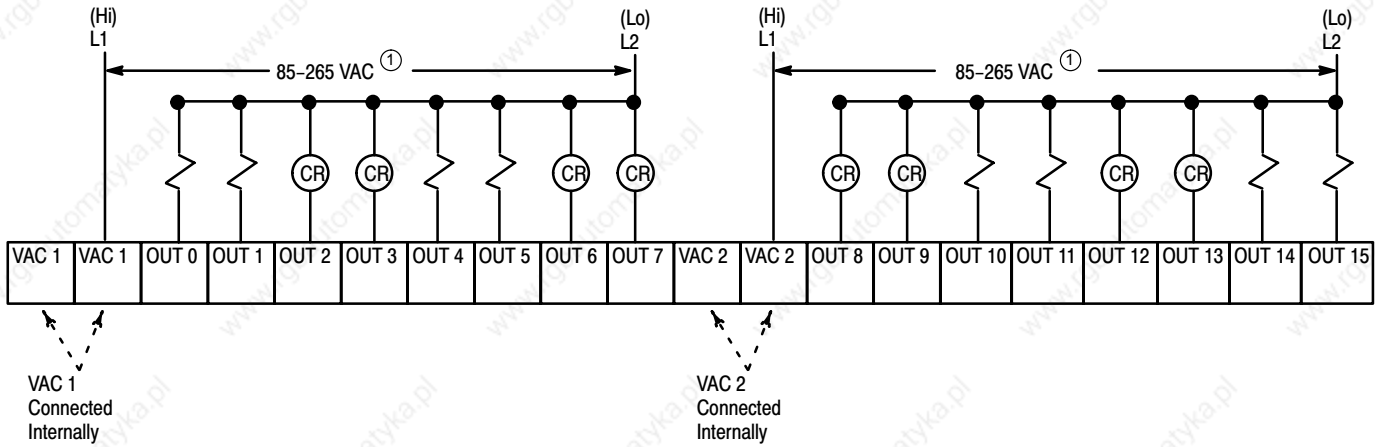 (Hi)
L1
(Lo)
L2
(Hi)
L1
(Lo)
L2
85–265 VAC ①
85–265 VAC ①
CR CR CR CR CR CR CR CR
VAC 1 VAC 1 OUT 0 OUT 1 OUT 2 OUT 3 OUT 4 OUT 5 OUT 6 OUT 7 VAC 2 VAC 2 OUT 8 OUT 9 OUT 10 OUT 11 OUT 12 OUT 13 OUT 14 OUT 15
VAC 1
Connected
Internally
VAC 2
Connected
Internally